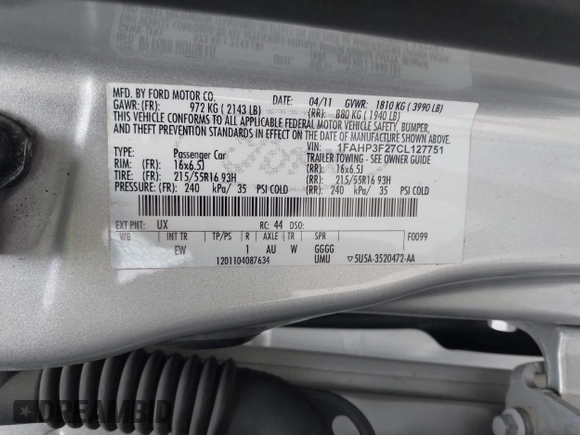 MFD. BY FORD MOTOR CO.
DATE: 04/11 GVWR: 1810 KG ( 3990 LB)
GAWR: (FR): 972 KG ( 2143 LB) (RR): 880 KG ( 1940 LB)
THIS VEHICLE CONFORMS TO ALL APPLICABLE FEDERAL MOTOR VEHICLE SAFETY,
BUMPER, AND THEFT PREVENTION STANDARDS IN EFFECT ON THE DATE OF
MANUFACTURE SHOWN ABOVE.
VIN: 1FAHP3F27CL127751
TYPE: Passenger Car TRAILER TOWING - SEE OWNER GUIDE
RIM: (FR): 16x6.5J (RR): 16x6.5J
TIRE: (FR): 215/55R16 93H (RR): 215/55R16 93H
PRESSURE: (FR): 240 kPa/ 35 PSI COLD (RR): 240 kPa/ 35 PSI COLD
EXT PNT: UX RC: 44 DSO:
WB INT TR TP/PS R AXLE TR SPR F0099
EW 1 AU W GGGG
1201104087634 UMU ▽5U5A-3520472-AA
DREAMBID